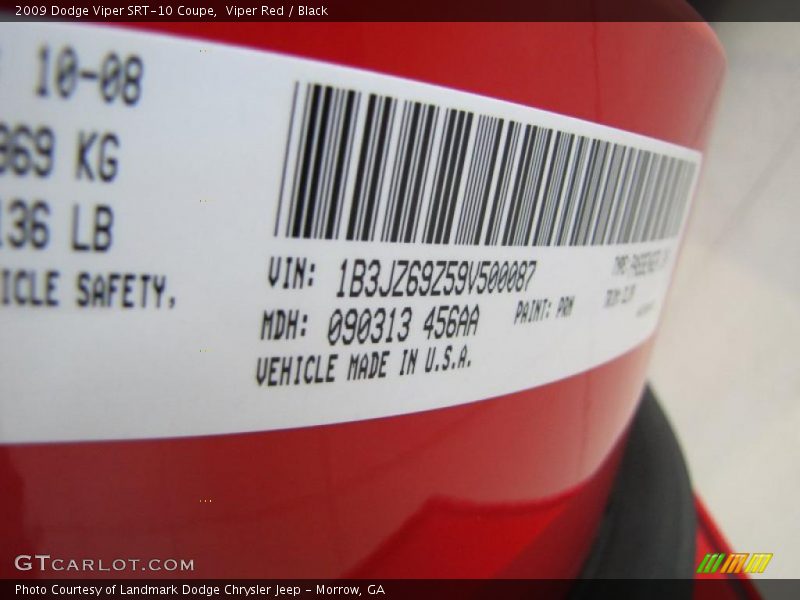 2009 Dodge Viper SRT-10 Coupe, Viper Red / Black
10-08
969 KG
136 LB
ICLE SAFETY,
VIN: 1B3JZ69Z59V500087
MDH: 090313 456AA
PAINT: PRN
VEHICLE MADE IN U.S.A.
GTCARLOT.COM
Photo Courtesy of Landmark Dodge Chrysler Jeep - Morrow, GA